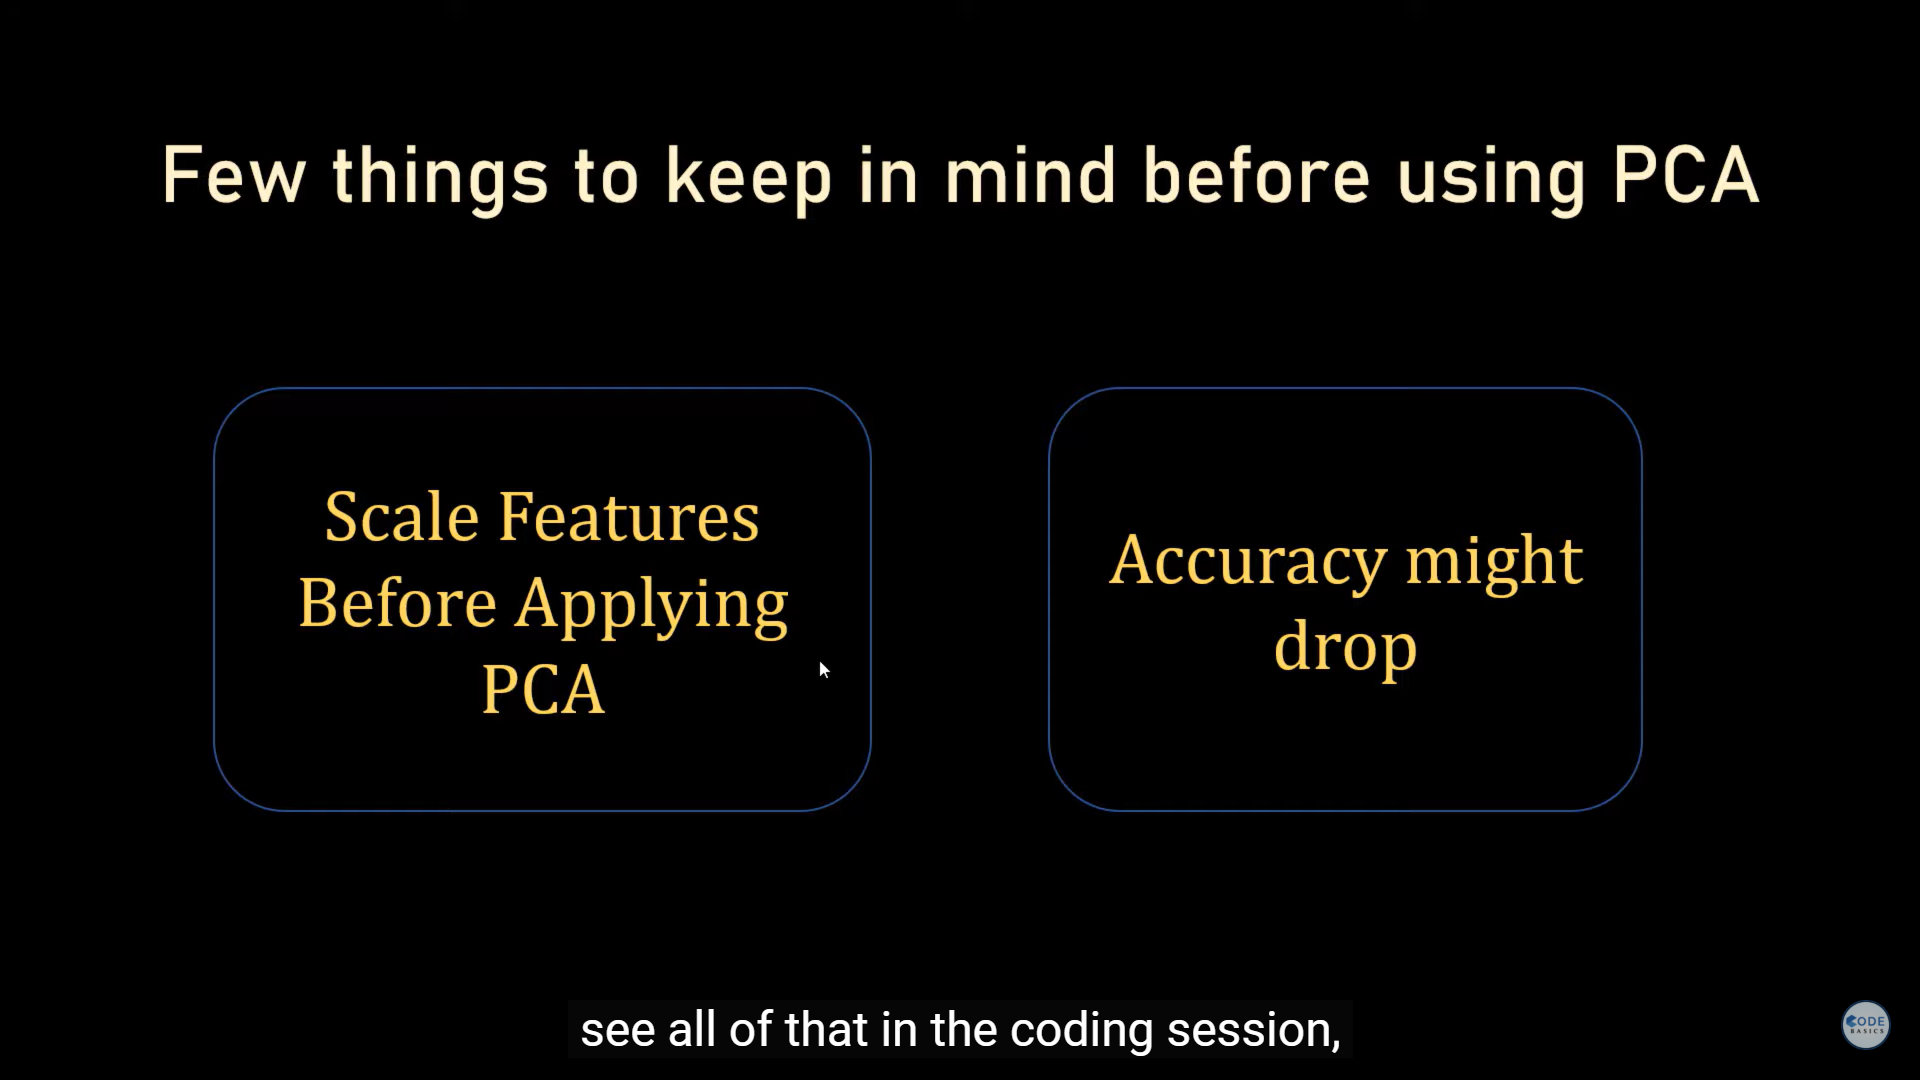 Few things to keep in mind before using PCA
Scale Features
Before Applying
PCA
Accuracy might
drop
see all of that in the coding session,
CODE
BASICS